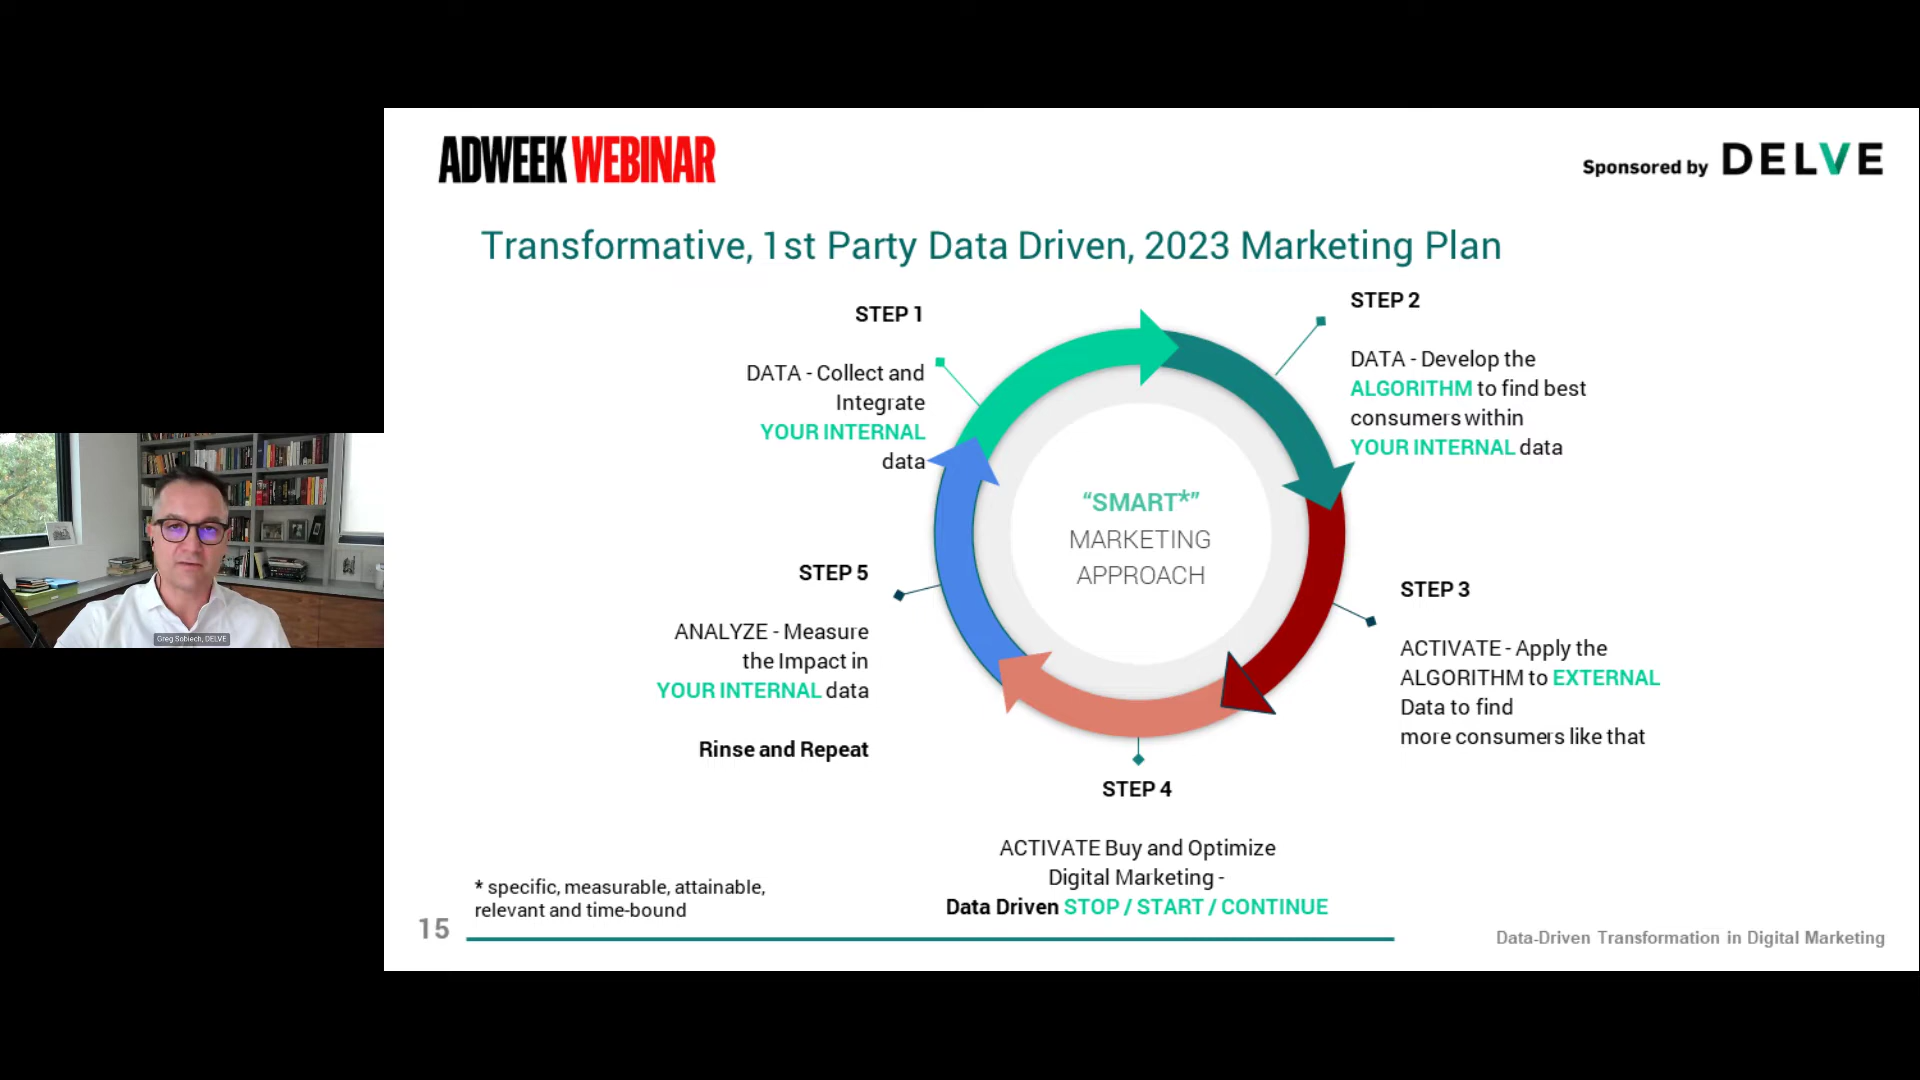 ADWEEK WEBINAR
Sponsored by DELVE
Transformative, 1st Party Data Driven, 2023 Marketing Plan
STEP 1
DATA - Collect and
Integrate
YOUR INTERNAL
data
STEP 2
DATA - Develop the
ALGORITHM to find best
consumers within
YOUR INTERNAL data
"SMART*"
MARKETING
APPROACH
STEP 3
ACTIVATE - Apply the
ALGORITHM to EXTERNAL
Data to find
more consumers like that
STEP 4
ACTIVATE Buy and Optimize
Digital Marketing -
Data Driven STOP / START / CONTINUE
STEP 5
ANALYZE - Measure
the Impact in
YOUR INTERNAL data
Rinse and Repeat
* specific, measurable, attainable,
relevant and time-bound
15
Data-Driven Transformation in Digital Marketing
Greg Sobiech, DELVE